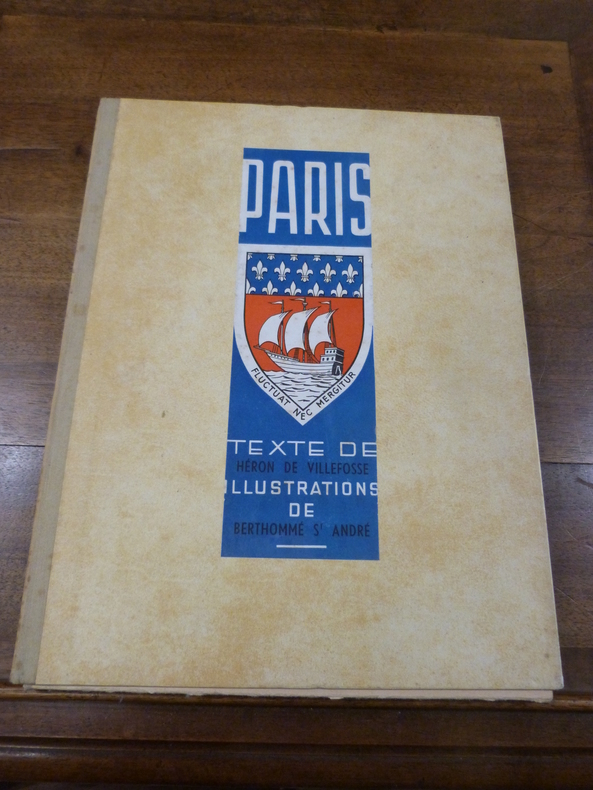 PARIS
FLUCTUAT NEC MERGITUR
TEXTE DE
HÉRON DE VILLEFOSSE
ILLUSTRATIONS
DE
BERTHOMMÉ Sᵗ ANDRÉ